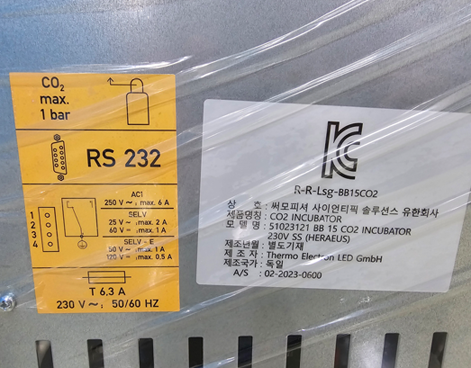 CO₂
max.
1 bar
RS 232
1
2
3
4
AC1
250 V ~: max. 6 A
SELV
25 V ~: max. 2 A
60 V ⎓: max. 1 A
SELV - E
50 V ~: max. 1 A
120 V ⎓: max. 0.5 A
T 6,3 A
230 V ~: 50/60 HZ
R-R-Lsg-BB15CO2
상 호 : 써모피셔 사이언티픽 솔루션스 유한회사
제품명칭 : CO2 INCUBATOR
모 델 명 : 51023121 BB 15 CO2 INCUBATOR
230V SS (HERAEUS)
제조년월 : 별도기재
제 조 자 : Thermo Electron LED GmbH
제조국가 : 독일
A/S : 02-2023-0600